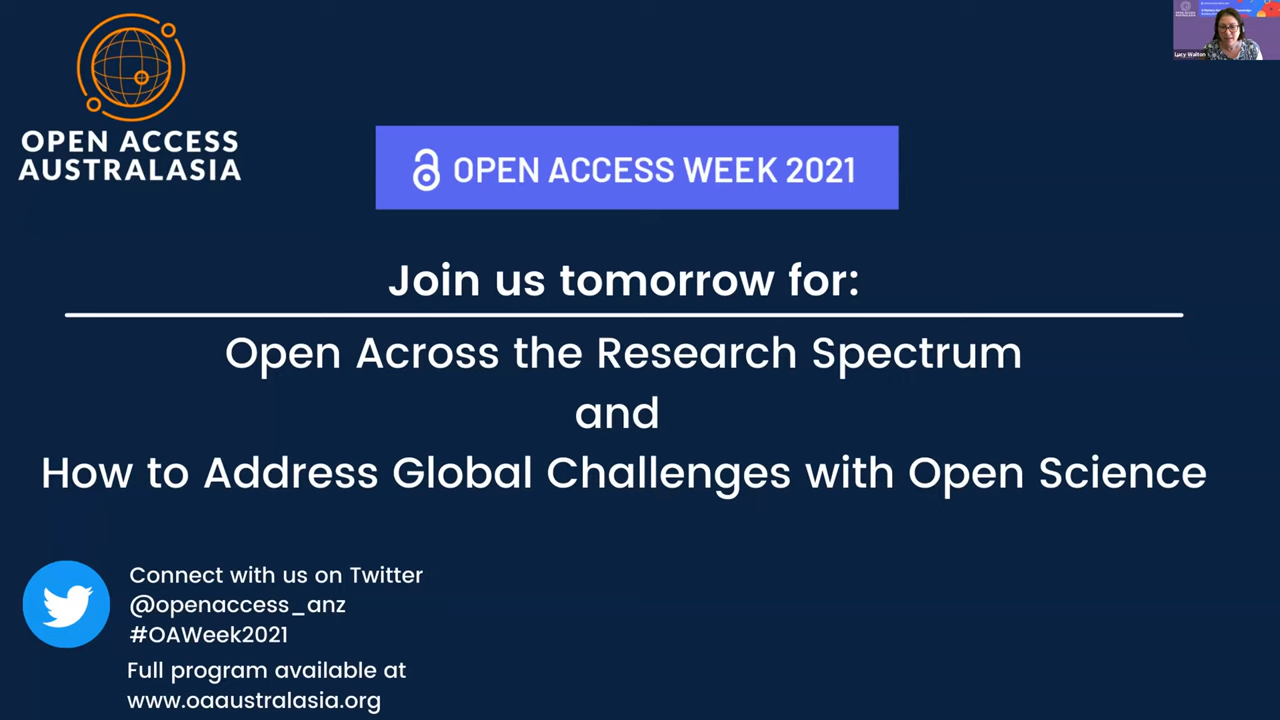 OPEN ACCESS
AUSTRALASIA
OPEN ACCESS WEEK 2021
Join us tomorrow for:
Open Across the Research Spectrum
and
How to Address Global Challenges with Open Science
Connect with us on Twitter
@openaccess_anz
#OAWeek2021
Full program available at
www.oaaustralasia.org
Lucy Walton